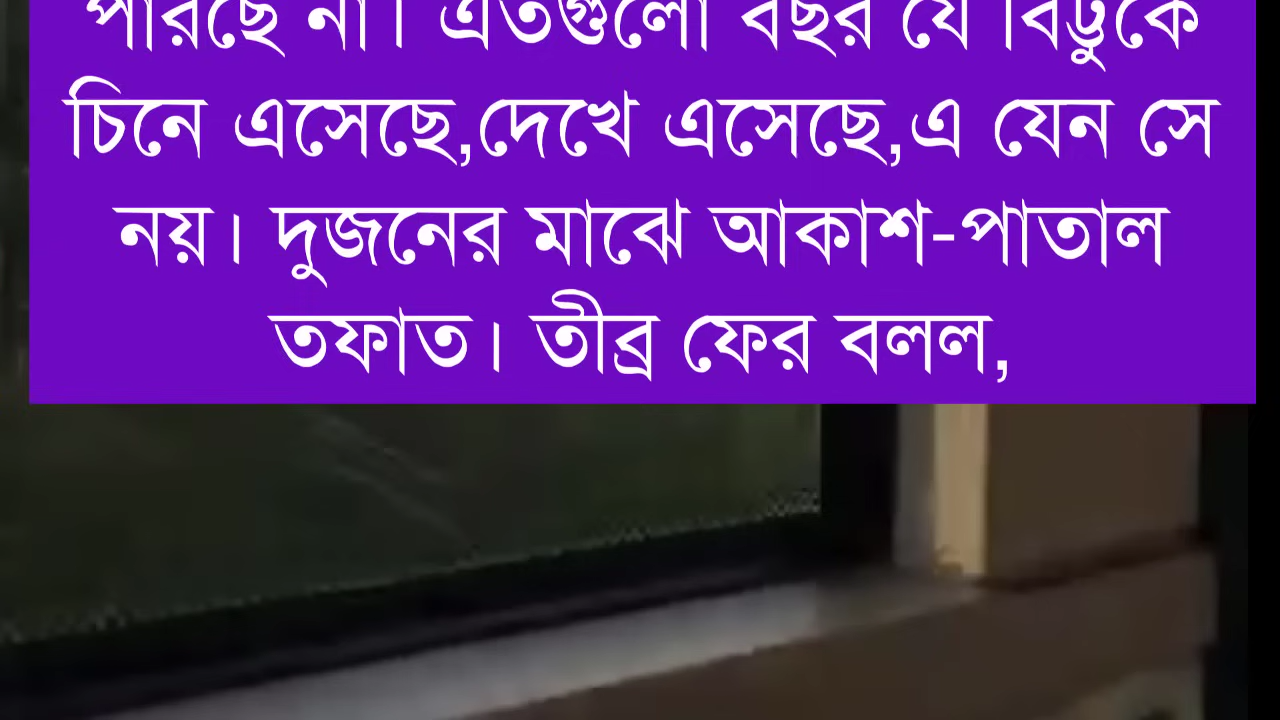 পারছে না। এতগুলো বছর যে বিট্টুকে
চিনে এসেছে,দেখে এসেছে,এ যেন সে
নয়। দুজনের মাঝে আকাশ-পাতাল
তফাত। তীব্র ফের বলল,